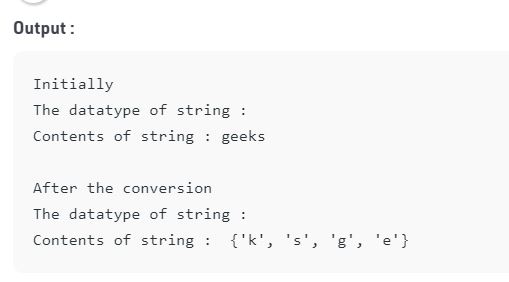 Output :
Initially
The datatype of string :
Contents of string : geeks
After the conversion
The datatype of string :
Contents of string :  {'k', 's', 'g', 'e'}